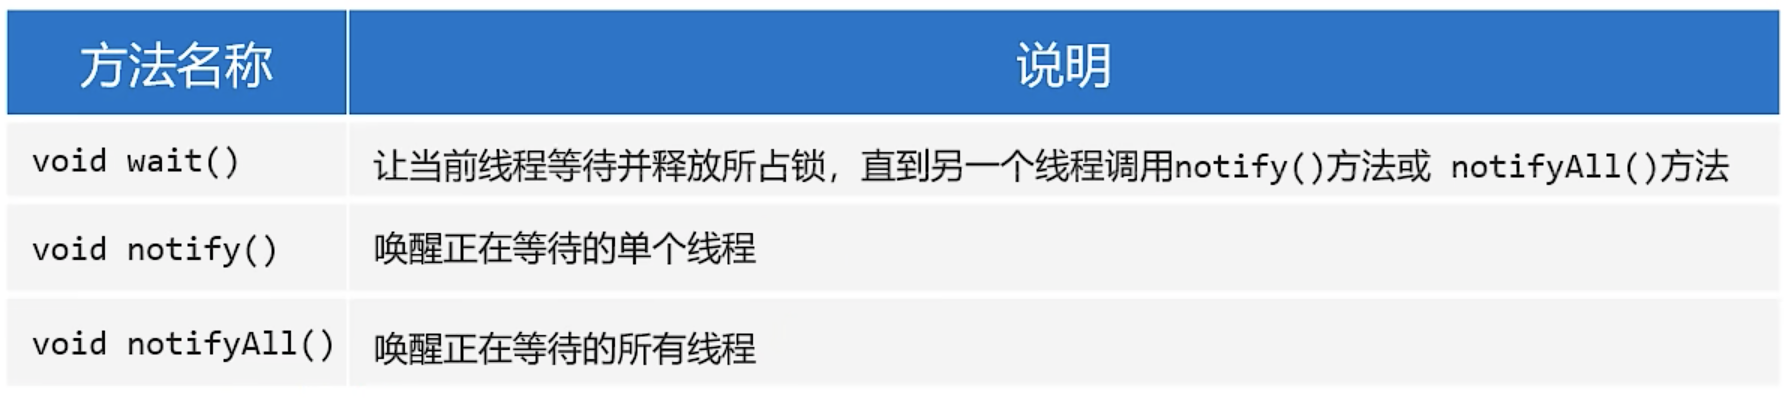 方法名称 说明
void wait() 让当前线程等待并释放所占锁，直到另一个线程调用notify()方法或 notifyAll()方法
void notify() 唤醒正在等待的单个线程
void notifyAll() 唤醒正在等待的所有线程